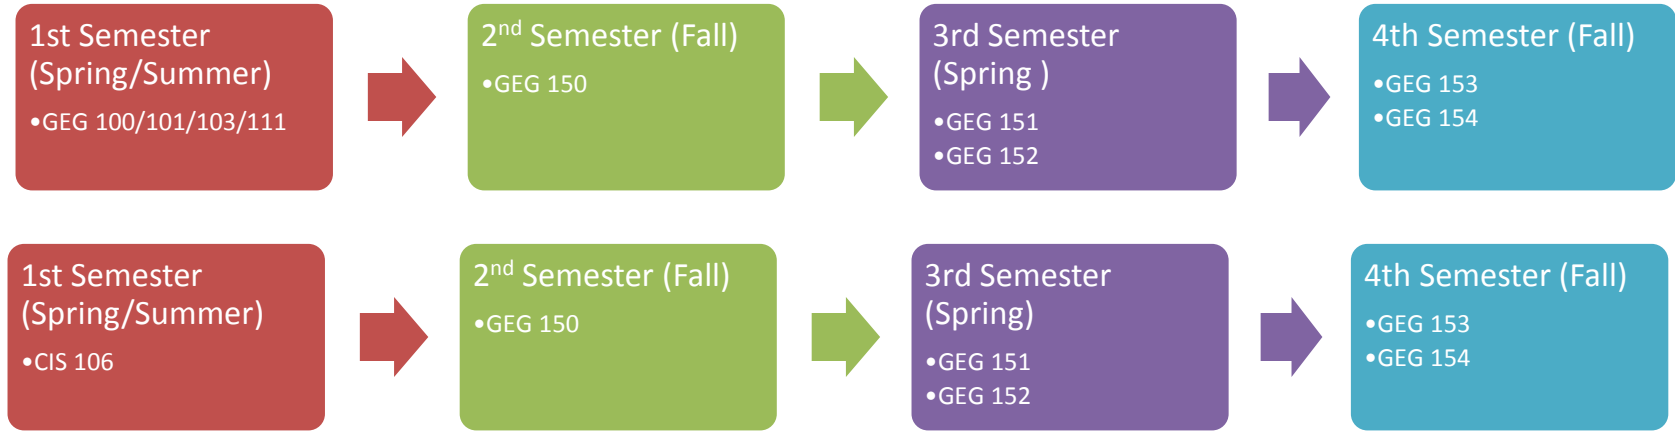 1st Semester
(Spring/Summer)
•GEG 100/101/103/111
2nd Semester (Fall)
•GEG 150
3rd Semester
(Spring )
•GEG 151
•GEG 152
4th Semester (Fall)
•GEG 153
•GEG 154
1st Semester
(Spring/Summer)
•CIS 106
2nd Semester (Fall)
•GEG 150
3rd Semester
(Spring)
•GEG 151
•GEG 152
4th Semester (Fall)
•GEG 153
•GEG 154